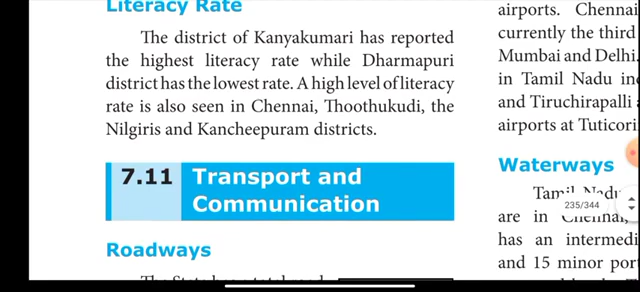 Literacy Rate
The district of Kanyakumari has reported
the highest literacy rate while Dharmapuri
district has the lowest rate. A high level of literacy
rate is also seen in Chennai, Thoothukudi, the
Nilgiris and Kancheepuram districts.
7.11 Transport and
Communication
Roadways
airports. Chennai
currently the third
Mumbai and Delhi.
in Tamil Nadu
and Tiruchirapalli
airports at
Waterways
Tamil Nadu
235/344
are in Chennai,
has an
and 15 minor